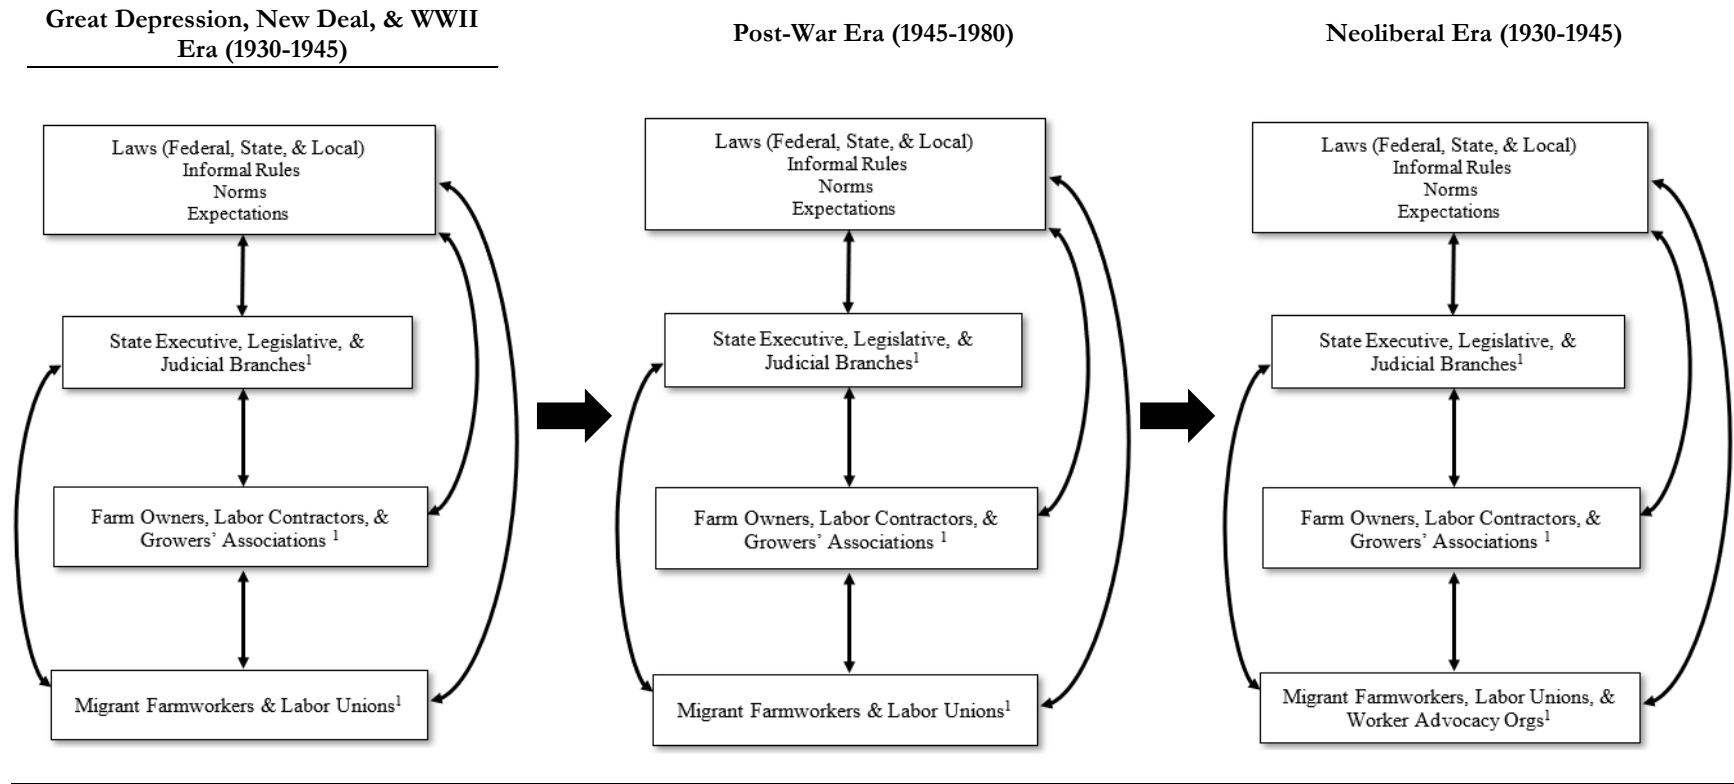 Great Depression, New Deal, & WWII
Era (1930-1945)
Post-War Era (1945-1980)
Neoliberal Era (1930-1945)
Laws (Federal, State, & Local)
Informal Rules
Norms
Expectations
State Executive, Legislative, &
Judicial Branches1
Farm Owners, Labor Contractors, &
Growers’ Associations 1
Migrant Farmworkers & Labor Unions1
Laws (Federal, State, & Local)
Informal Rules
Norms
Expectations
State Executive, Legislative, &
Judicial Branches1
Farm Owners, Labor Contractors, &
Growers’ Associations 1
Migrant Farmworkers & Labor Unions1
Laws (Federal, State, & Local)
Informal Rules
Norms
Expectations
State Executive, Legislative, &
Judicial Branches1
Farm Owners, Labor Contractors, &
Growers’ Associations 1
Migrant Farmworkers, Labor Unions, &
Worker Advocacy Orgs1